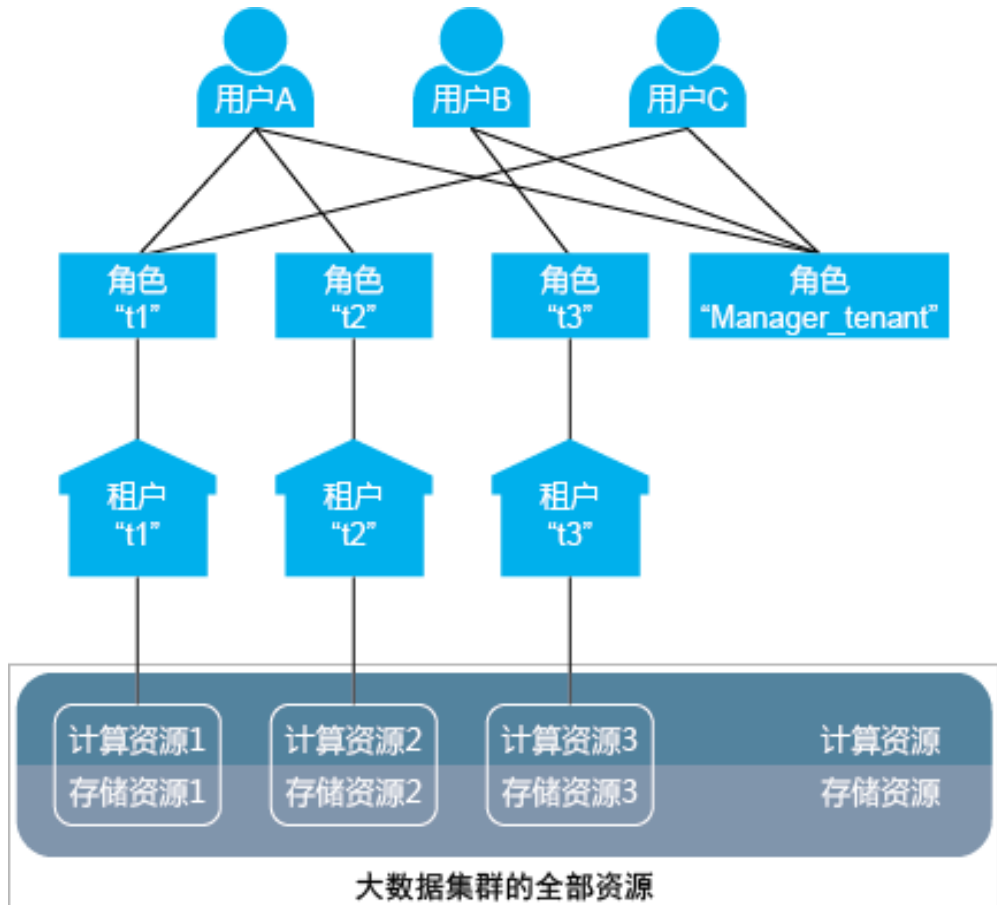 用户A
用户B
用户C
角色
“t1”
角色
“t2”
角色
“t3”
角色
“Manager_tenant”
租户
“t1”
租户
“t2”
租户
“t3”
计算资源1
存储资源1
计算资源2
存储资源2
计算资源3
存储资源3
计算资源
存储资源
大数据集群的全部资源